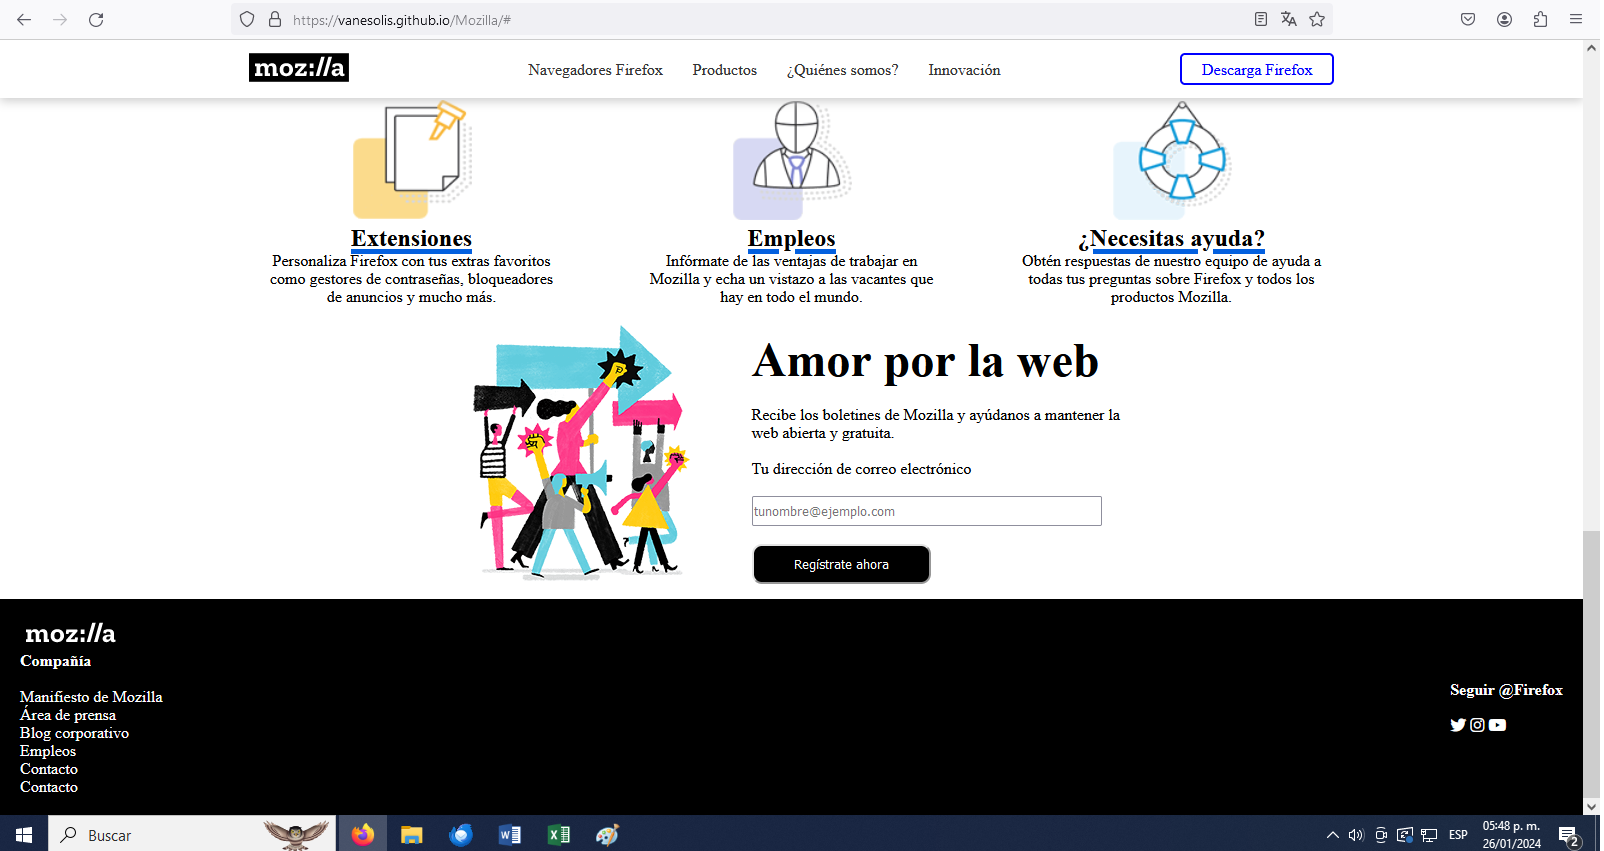 https://vanesolis.github.io/Mozilla/#
moz://a
Navegadores Firefox
Productos
¿Quiénes somos?
Innovación
Descarga Firefox
Extensiones
Personaliza Firefox con tus extras favoritos
como gestores de contraseñas, bloqueadores
de anuncios y mucho más.
Empleos
Infórmate de las ventajas de trabajar en
Mozilla y echa un vistazo a las vacantes que
hay en todo el mundo.
¿Necesitas ayuda?
Obtén respuestas de nuestro equipo de ayuda a
todas tus preguntas sobre Firefox y todos los
productos Mozilla.
Amor por la web
Recibe los boletines de Mozilla y ayúdanos a mantener la
web abierta y gratuita.
Tu dirección de correo electrónico
tunombre@ejemplo.com
Regístrate ahora
moz://a
Compañía
Manifiesto de Mozilla
Área de prensa
Blog corporativo
Empleos
Contacto
Contacto
Seguir @Firefox
Buscar
ESP
05:48 p. m.
26/01/2024
2